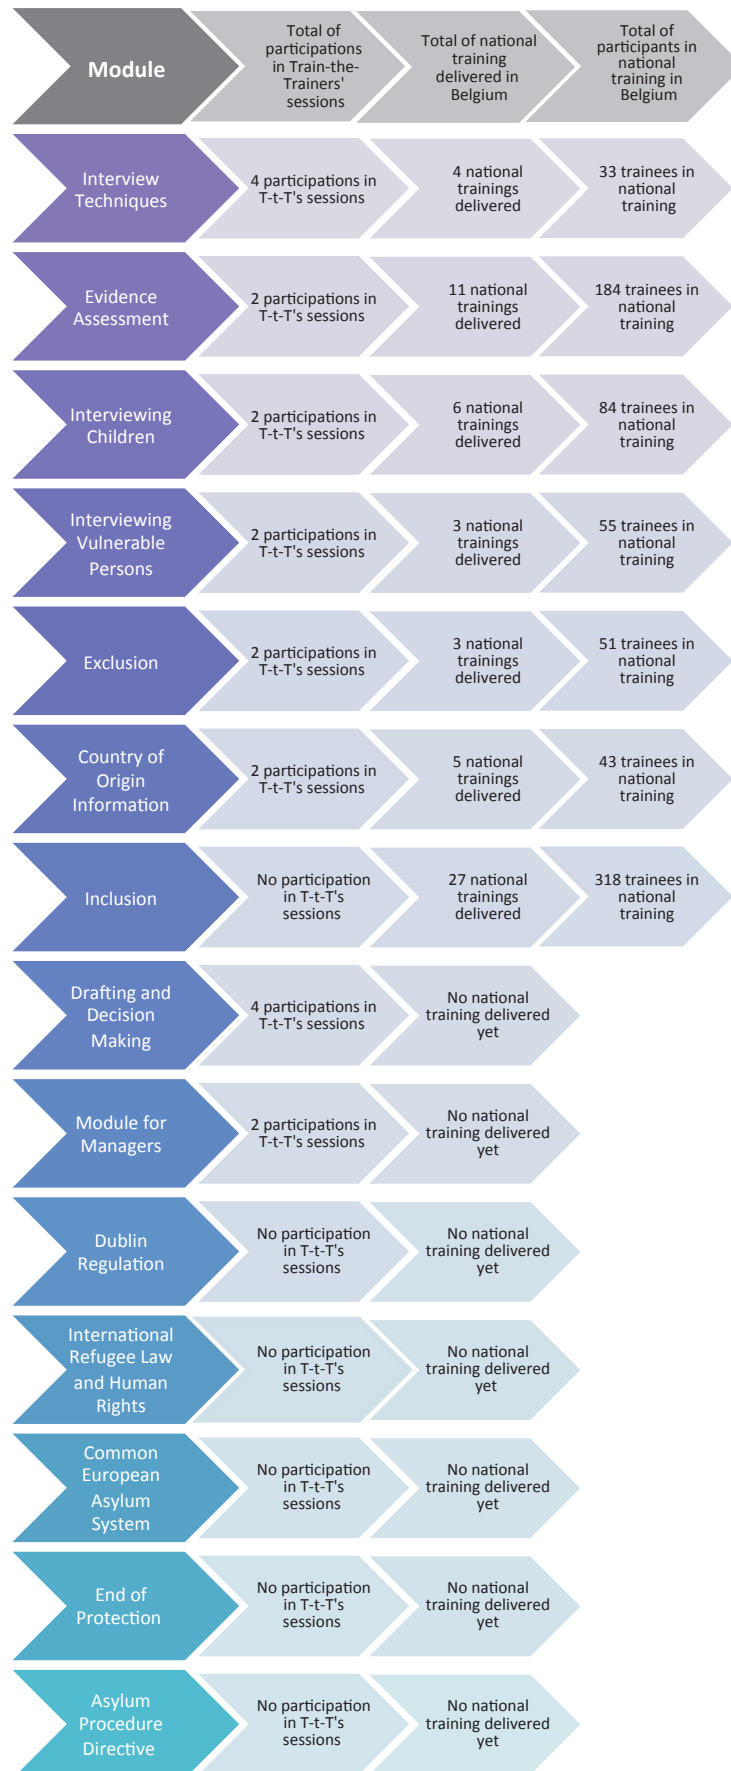 Module
Total of
participations
in Train-the-
Trainers'
sessions
Total of national
training
delivered in
Belgium
Total of
participants in
national
training in
Belgium
Interview
Techniques
4 participations in
T-t-T's sessions
4 national
trainings
delivered
33 trainees in
national
training
Evidence
Assessment
2 participations in
T-t-T's sessions
11 national
trainings
delivered
184 trainees in
national
training
Interviewing
Children
2 participations in
T-t-T's sessions
6 national
trainings
delivered
84 trainees in
national
training
Interviewing
Vulnerable
Persons
2 participations in
T-t-T's sessions
3 national
trainings
delivered
55 trainees in
national
training
Exclusion
2 participations in
T-t-T's sessions
3 national
trainings
delivered
51 trainees in
national
training
Country of
Origin
Information
2 participations in
T-t-T's sessions
5 national
trainings
delivered
43 trainees in
national
training
Inclusion
No participation
in T-t-T's
sessions
27 national
trainings
delivered
318 trainees in
national
training
Drafting and
Decision
Making
4 participations in
T-t-T's sessions
No national
training delivered
yet
Module for
Managers
2 participations in
T-t-T's sessions
No national
training delivered
yet
Dublin
Regulation
No participation
in T-t-T's
sessions
No national
training delivered
yet
International
Refugee Law
and Human
Rights
No participation
in T-t-T's
sessions
No national
training delivered
yet
Common
European
Asylum
System
No participation
in T-t-T's
sessions
No national
training delivered
yet
End of
Protection
No participation
in T-t-T's
sessions
No national
training delivered
yet
Asylum
Procedure
Directive
No participation
in T-t-T's
sessions
No national
training delivered
yet